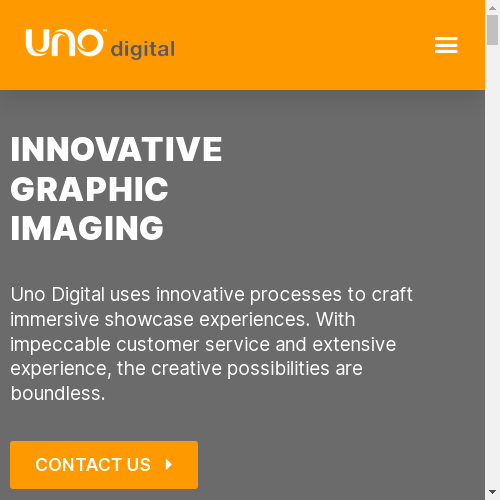 uno digital
INNOVATIVE
GRAPHIC
IMAGING
Uno Digital uses innovative processes to craft
immersive showcase experiences. With
impeccable customer service and extensive
experience, the creative possibilities are
boundless.
CONTACT US